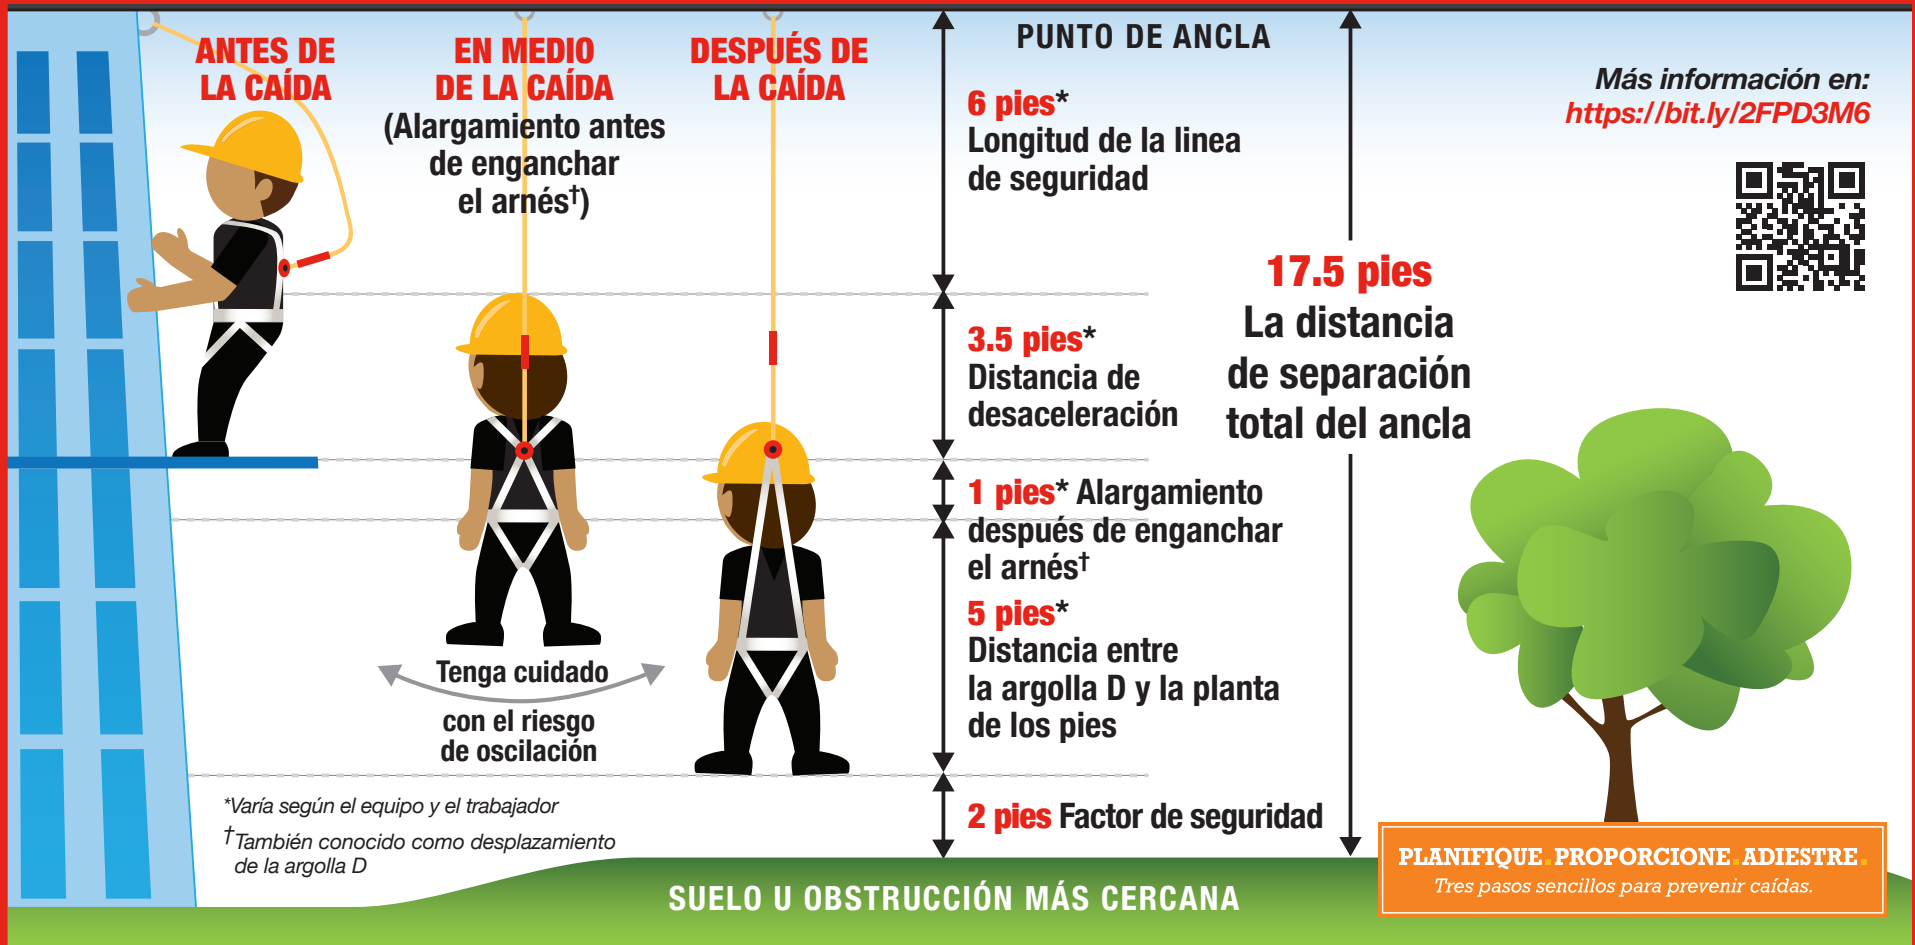 ANTES DE
LA CAÍDA
EN MEDIO
DE LA CAÍDA
(Alargamiento antes
de enganchar
el arnés†)
DESPUÉS DE
LA CAÍDA
PUNTO DE ANCLA
6 pies*
Longitud de la linea
de seguridad
3.5 pies*
Distancia de
desaceleración
1 pies* Alargamiento
después de enganchar
el arnés†
5 pies*
Distancia entre
la argolla D y la planta
de los pies
2 pies Factor de seguridad
17.5 pies
La distancia
de separación
total del ancla
Más información en:
https://bit.ly/2FPD3M6
Tenga cuidado
con el riesgo
de oscilación
*Varía según el equipo y el trabajador
†También conocido como desplazamiento
de la argolla D
SUELO U OBSTRUCCIÓN MÁS CERCANA
PLANIFIQUE. PROPORCIONE. ADIESTRE.
Tres pasos sencillos para prevenir caídas.